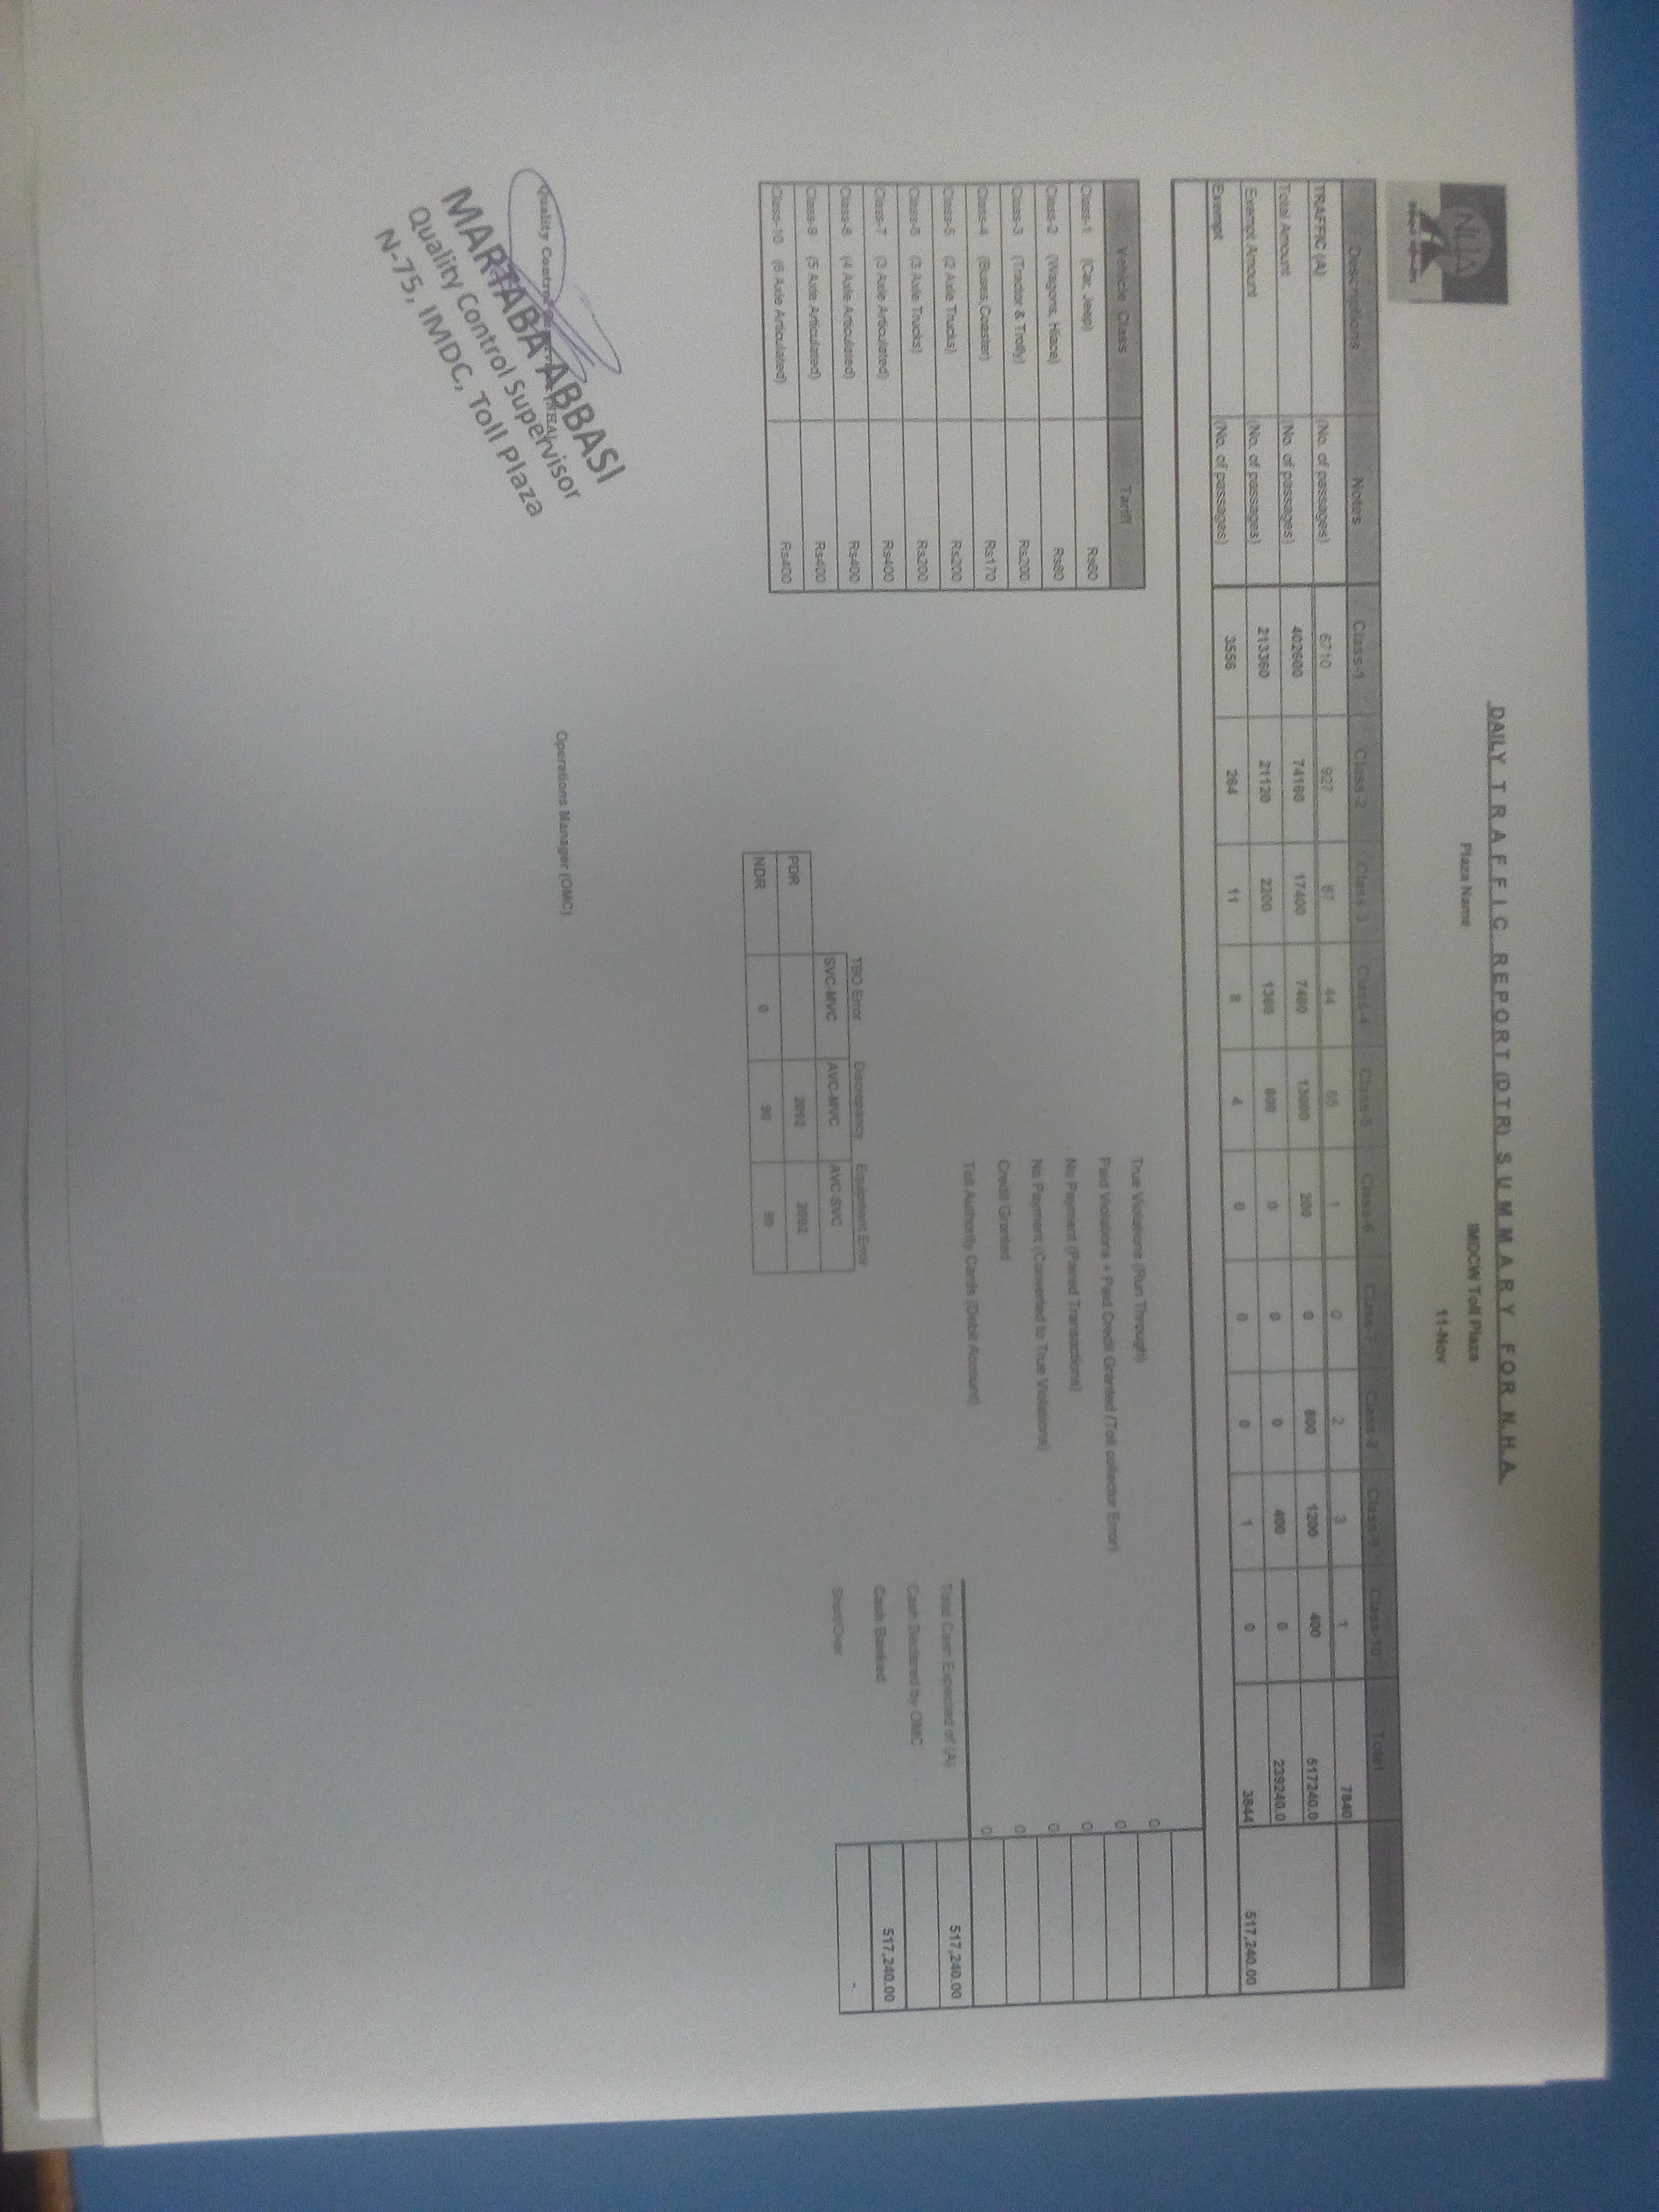 NHA
DAILY TRAFFIC REPORT (DTR) SUMMARY FOR N.H.A.
Plaza Name IMDCW Toll Plaza
11-Nov
Descriptions Notes Class-1 Class-2 Class-3 Class-4 Class-5 Class-6 Class-7 Class-8 Class-9 Class-10 Total
TRAFFIC (A) (No. of passages) 6710 927 87 44 65 1 0 2 3 1 7840
Total Amount (No. of passages) 402600 74160 17400 7480 13000 200 0 800 1200 400 517240.0
Exempt Amount (No. of passages) 213360 21120 2200 1360 800 0 0 0 400 0 239240.0
Exempt (No. of passages) 3556 264 11 8 4 0 0 0 1 0 3844 517,240.00
Vehicle Class Tariff
Class-1 (Car, Jeep) Rs60
Class-2 (Wagons, Hiace) Rs80
Class-3 (Tractor & Trolly) Rs200
Class-4 (Buses, Coaster) Rs170
Class-5 (2 Axle Trucks) Rs200
Class-6 (3 Axle Trucks) Rs200
Class-7 (3 Axle Articulated) Rs400
Class-8 (4 Axle Articulated) Rs400
Class-9 (5 Axle Articulated) Rs400
Class-10 (6 Axle Articulated) Rs400
True Violations (Run Through) 0
Paid Violations + Paid Credit Granted (Toll collector Error) 0
No Payment (Paired Transactions) 0
No Payment (Converted to True Violations) 0
Credit Granted 0
Toll Authority Cards (Debit Account) 0
Total Cash Expected of (A) 517,240.00
Cash Declared by OMC
Cash Banked 517,240.00
Short/Over -
TBO Error Discrepancy Equipment Error
SVC-MVC AVC-MVC AVC-SVC
PDR 2092 2092
NDR 0 90 90
Quality Control (NHA)
Operations Manager (OMC)
MARTABA ABBASI
Quality Control Supervisor
N-75, IMDC, Toll Plaza